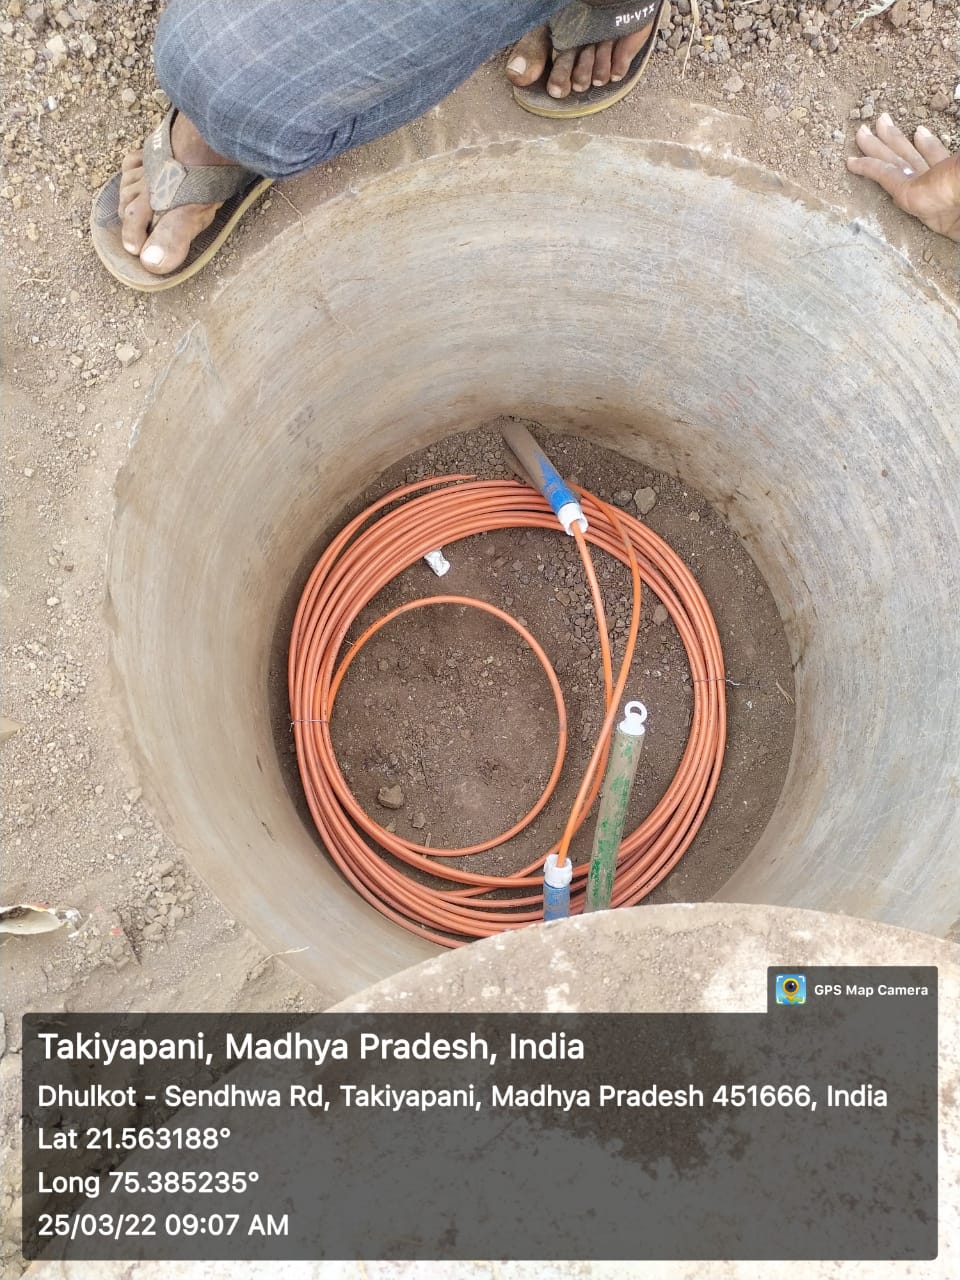 PU-VTX
GPS Map Camera
Takiyapani, Madhya Pradesh, India
Dhulkot - Sendhwa Rd, Takiyapani, Madhya Pradesh 451666, India
Lat 21.563188°
Long 75.385235°
25/03/22 09:07 AM